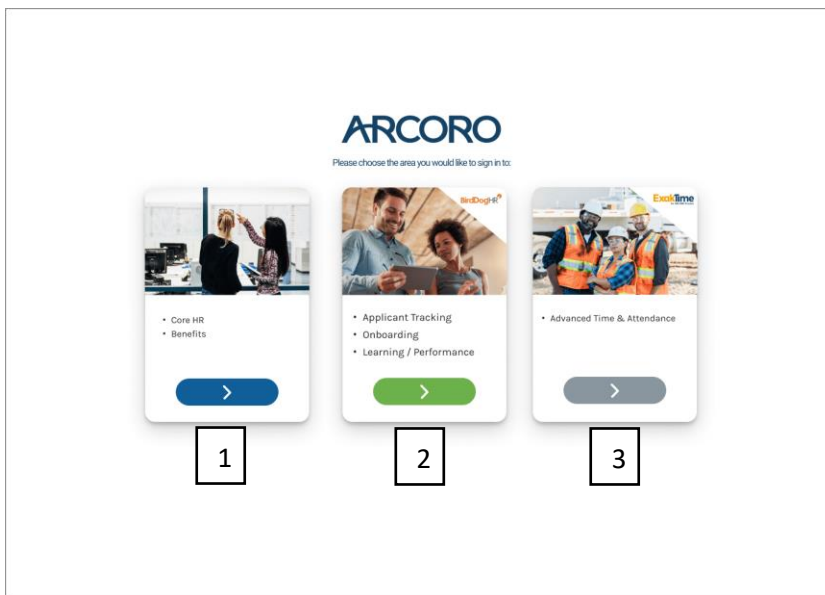 ARCORO
Please choose the area you would like to sign in to:
BirdDogHR
ExakTime
• Core HR
• Benefits
• Applicant Tracking
• Onboarding
• Learning / Performance
• Advanced Time & Attendance
1
2
3